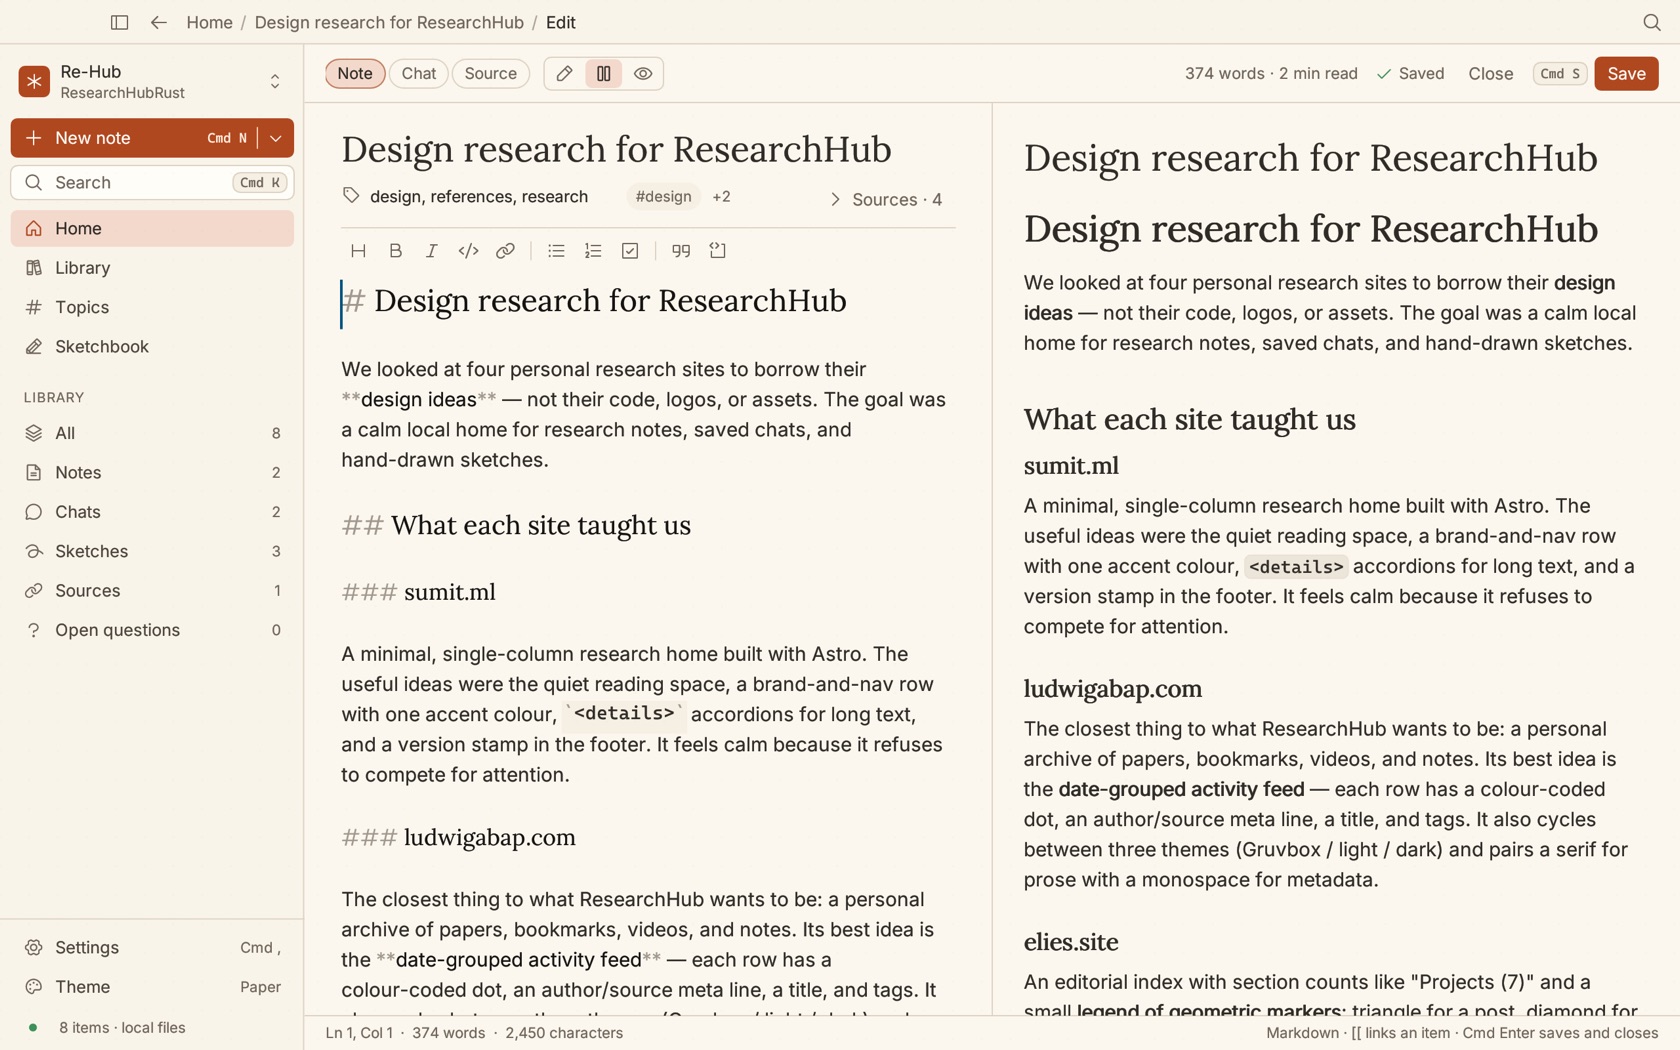 Home / Design research for ResearchHub / Edit
Re-Hub
ResearchHubRust
New note Cmd N
Search Cmd K
Home
Library
Topics
Sketchbook
LIBRARY
All 8
Notes 2
Chats 2
Sketches 3
Sources 1
Open questions 0
Settings Cmd ,
Theme Paper
8 items · local files
Note Chat Source
374 words · 2 min read Saved Close Cmd S Save
Design research for ResearchHub
design, references, research #design +2 Sources · 4
# Design research for ResearchHub
We looked at four personal research sites to borrow their
**design ideas** — not their code, logos, or assets. The goal was
a calm local home for research notes, saved chats, and
hand-drawn sketches.
## What each site taught us
### sumit.ml
A minimal, single-column research home built with Astro. The
useful ideas were the quiet reading space, a brand-and-nav row
with one accent colour, `<details>` accordions for long text,
and a version stamp in the footer. It feels calm because it refuses
to compete for attention.
### ludwigabap.com
The closest thing to what ResearchHub wants to be: a personal
archive of papers, bookmarks, videos, and notes. Its best idea is
the **date-grouped activity feed** — each row has a
colour-coded dot, an author/source meta line, a title, and tags. It
Design research for ResearchHub
Design research for ResearchHub
We looked at four personal research sites to borrow their design
ideas — not their code, logos, or assets. The goal was a calm local
home for research notes, saved chats, and hand-drawn sketches.
What each site taught us
sumit.ml
A minimal, single-column research home built with Astro. The
useful ideas were the quiet reading space, a brand-and-nav row
with one accent colour, <details> accordions for long text, and a
version stamp in the footer. It feels calm because it refuses to
compete for attention.
ludwigabap.com
The closest thing to what ResearchHub wants to be: a personal
archive of papers, bookmarks, videos, and notes. Its best idea is
the date-grouped activity feed — each row has a colour-coded
dot, an author/source meta line, a title, and tags. It also cycles
between three themes (Gruvbox / light / dark) and pairs a serif for
prose with a monospace for metadata.
elies.site
An editorial index with section counts like "Projects (7)" and a
small legend of geometric markers: triangle for a post, diamond for
Ln 1, Col 1 · 374 words · 2,450 characters
Markdown · [[ links an item · Cmd Enter saves and closes